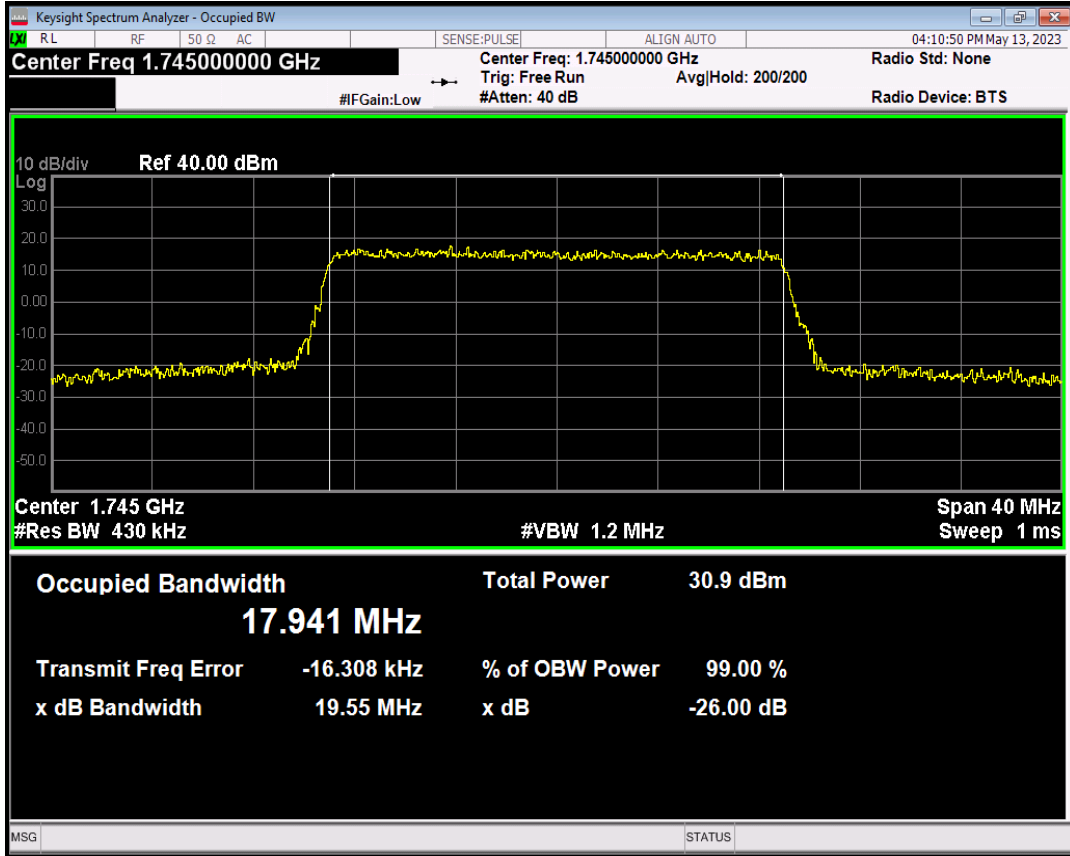 Keysight Spectrum Analyzer - Occupied BW
LXI RL RF 50 Ω AC SENSE:PULSE ALIGN AUTO 04:10:50 PM May 13, 2023
Center Freq 1.745000000 GHz Center Freq: 1.745000000 GHz Radio Std: None
Trig: Free Run Avg|Hold: 200/200
#IFGain:Low #Atten: 40 dB Radio Device: BTS
10 dB/div Ref 40.00 dBm
Log
30.0
20.0
10.0
0.00
-10.0
-20.0
-30.0
-40.0
-50.0
Center 1.745 GHz Span 40 MHz
#Res BW 430 kHz #VBW 1.2 MHz Sweep 1 ms
Occupied Bandwidth Total Power 30.9 dBm
17.941 MHz
Transmit Freq Error -16.308 kHz % of OBW Power 99.00 %
x dB Bandwidth 19.55 MHz x dB -26.00 dB
MSG STATUS